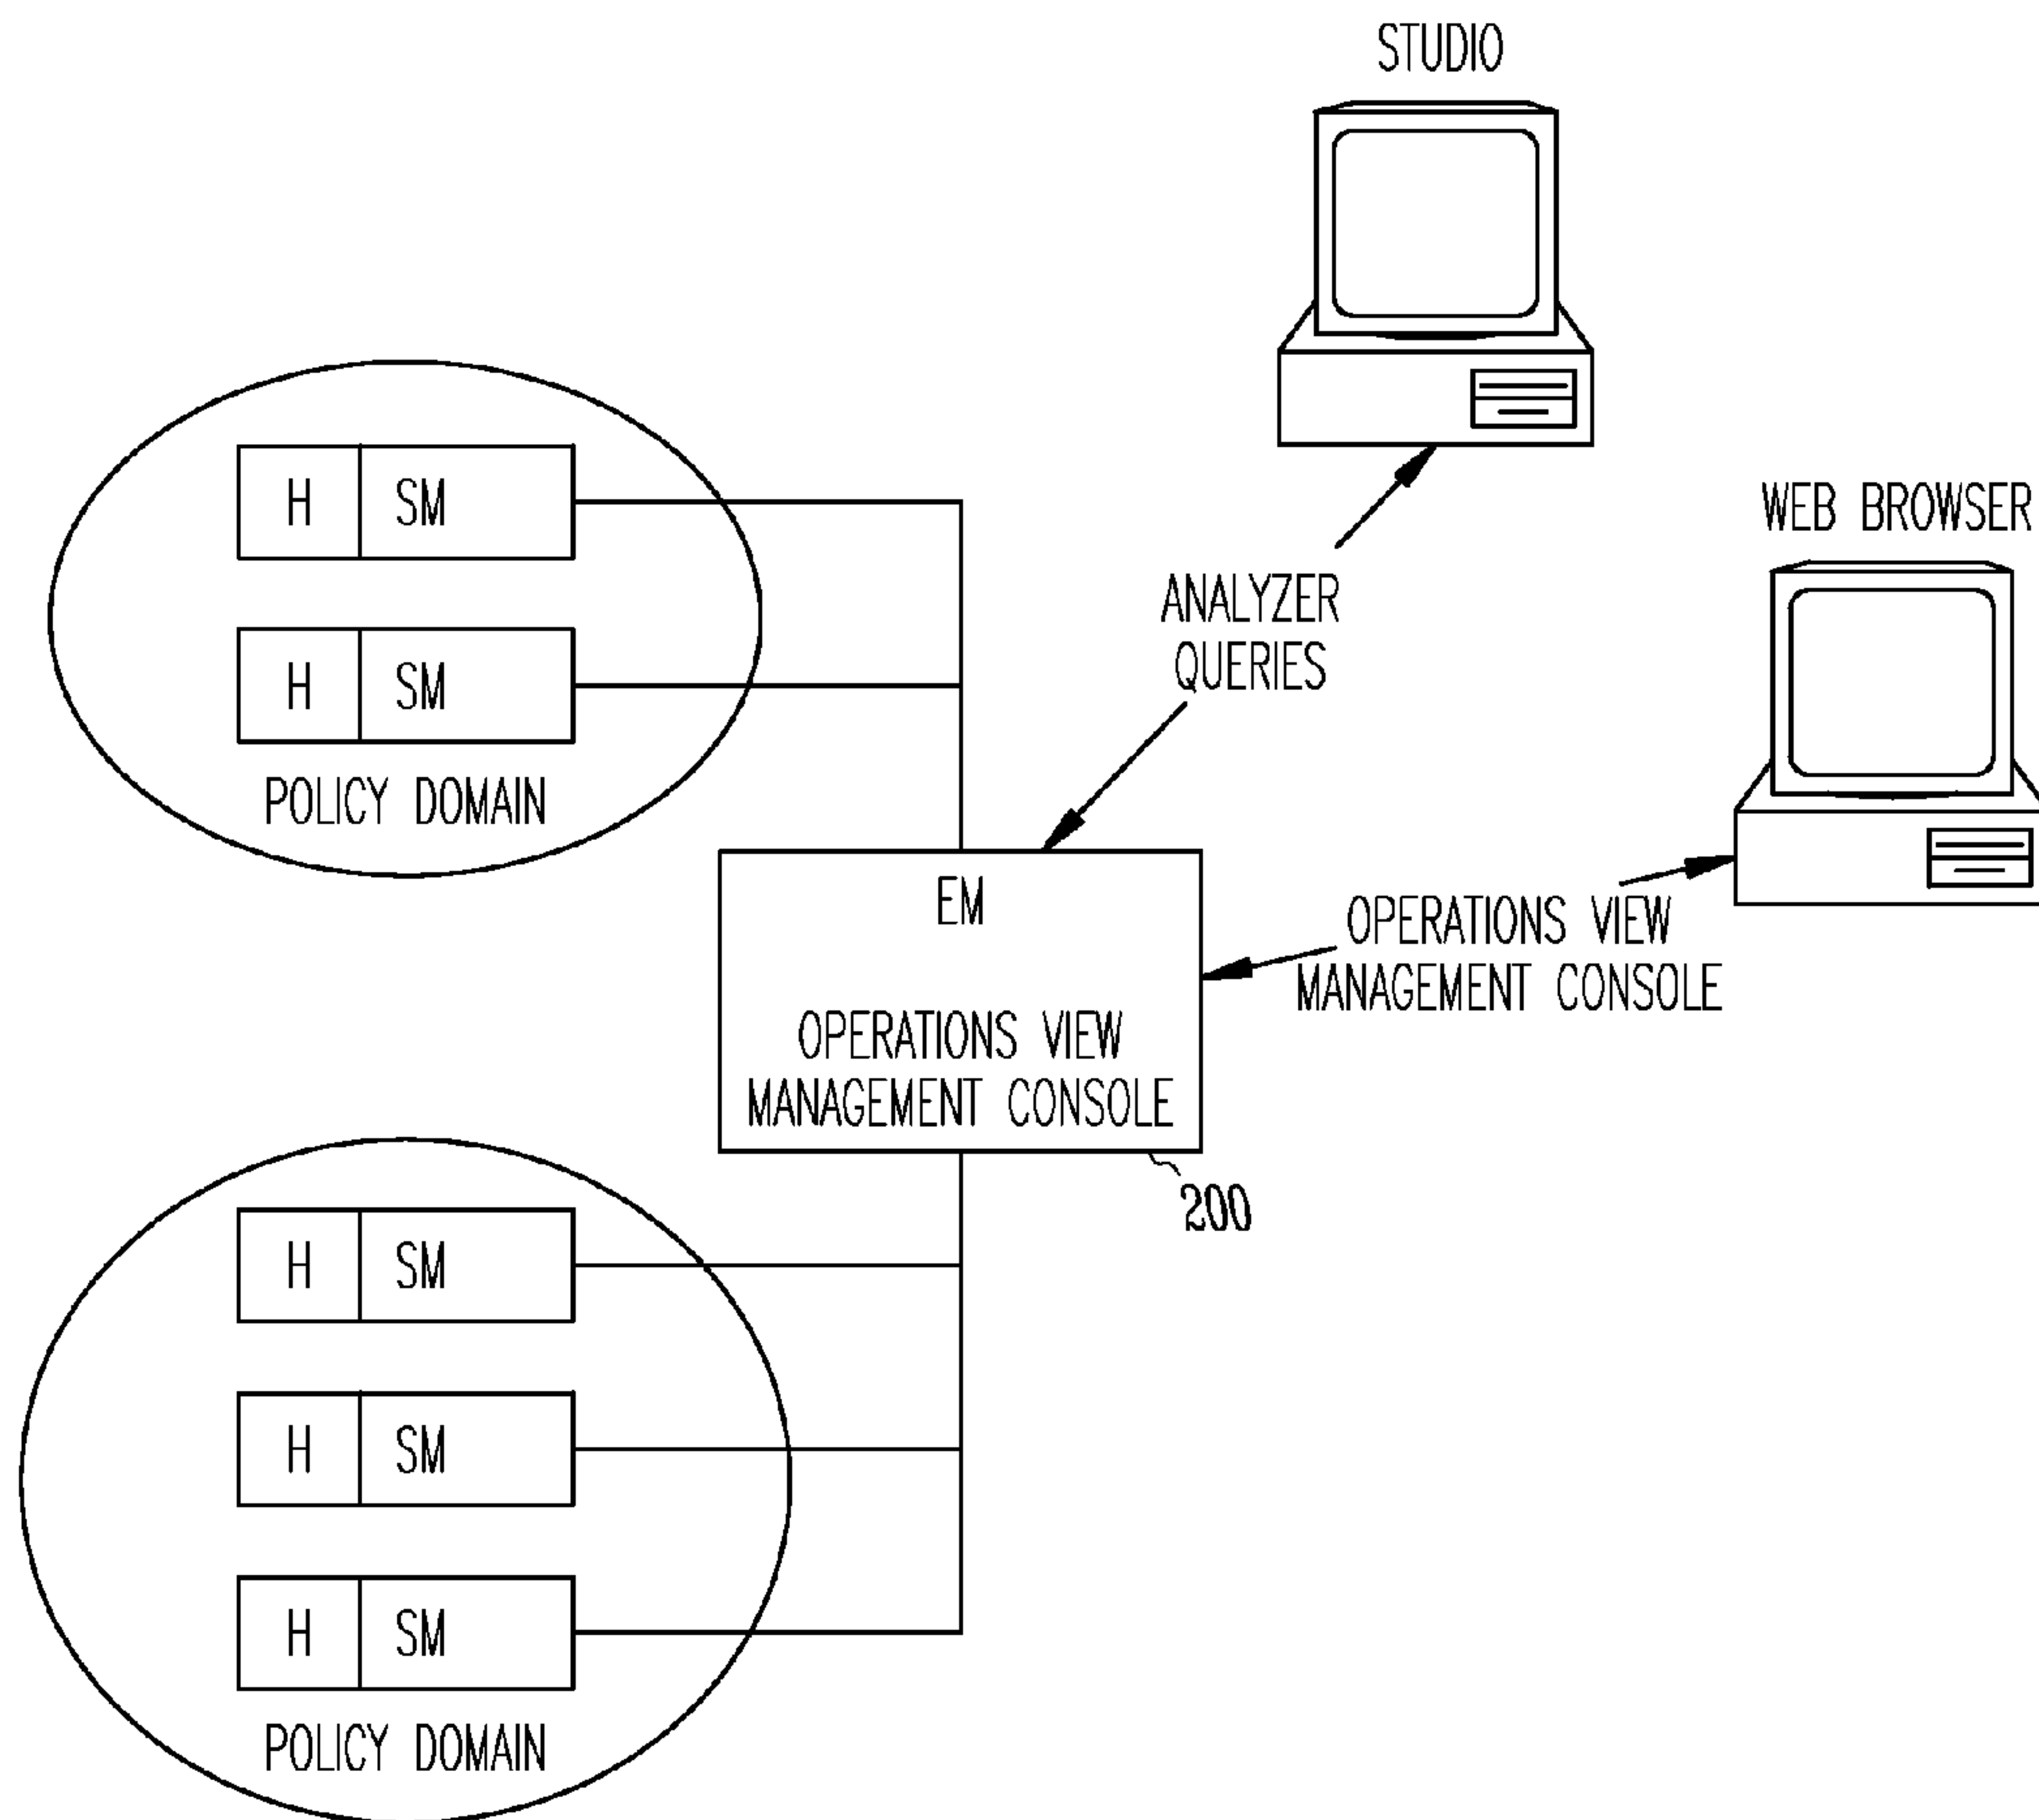 STUDIO
WEB BROWSER
H SM
H SM
POLICY DOMAIN
ANALYZER
QUERIES
EM
OPERATIONS VIEW
MANAGEMENT CONSOLE
OPERATIONS VIEW
MANAGEMENT CONSOLE
200
H SM
H SM
H SM
POLICY DOMAIN